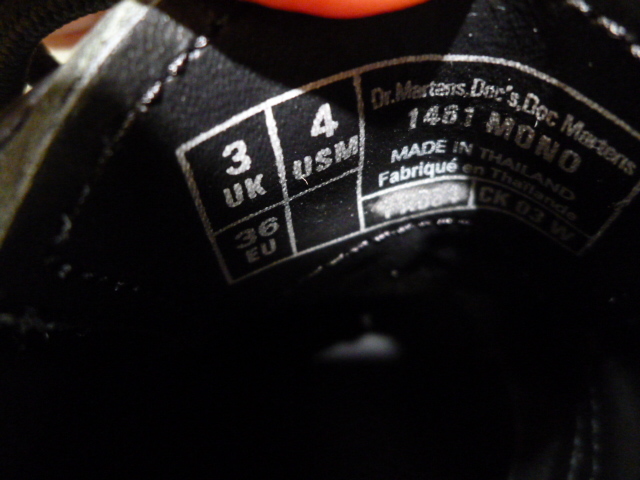 3
UK
4
USM
36
EU
Dr.Martens,Doc's,Doc Martens
1461 MONO
MADE IN THAILAND
Fabriqué en Thaïlande
CK 03 W